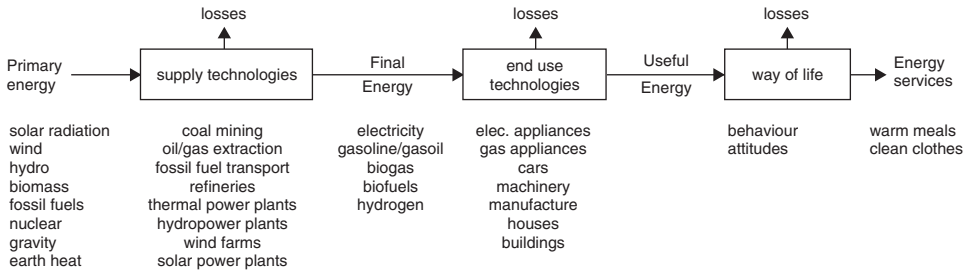 losses
losses
losses
Primary
energy
supply technologies
Final
Energy
end use
technologies
Useful
Energy
way of life
Energy
services
solar radiation
wind
hydro
biomass
fossil fuels
nuclear
gravity
earth heat
coal mining
oil/gas extraction
fossil fuel transport
refineries
thermal power plants
hydropower plants
wind farms
solar power plants
electricity
gasoline/gasoil
biogas
biofuels
hydrogen
elec. appliances
gas appliances
cars
machinery
manufacture
houses
buildings
behaviour
attitudes
warm meals
clean clothes